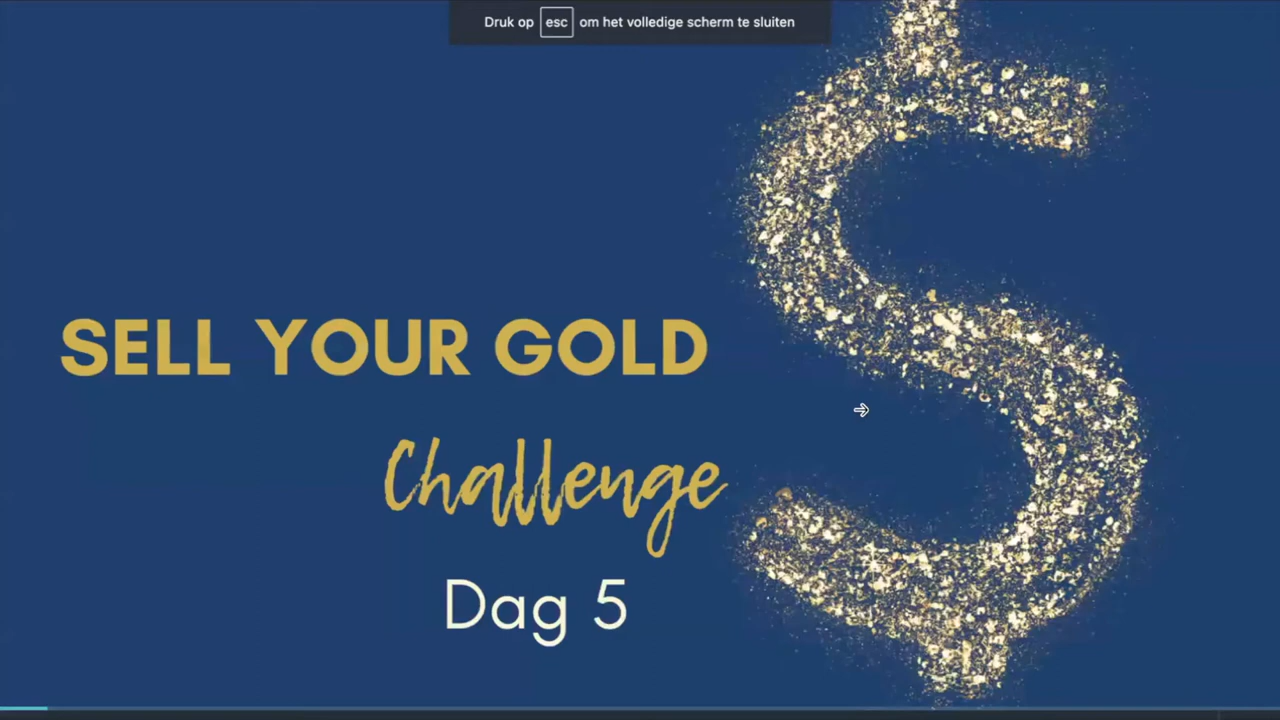 Druk op esc om het volledige scherm te sluiten
SELL YOUR GOLD
Challenge
Dag 5